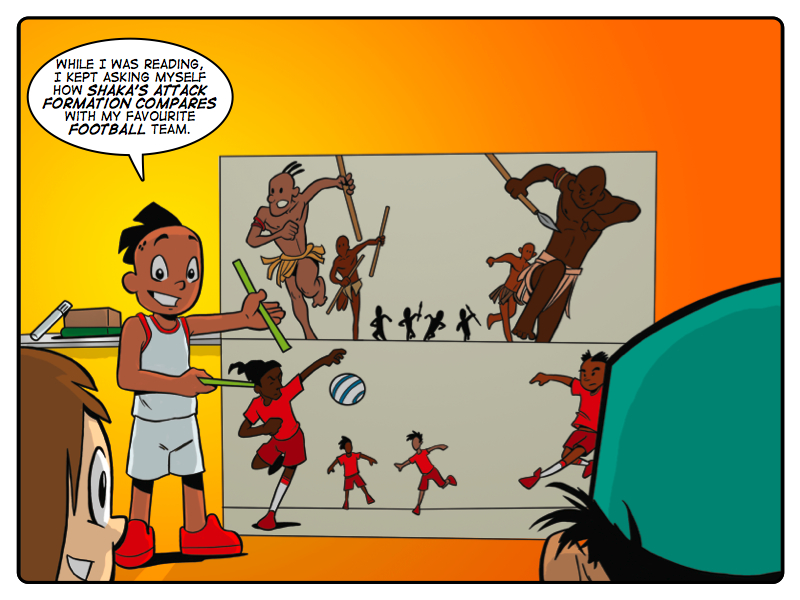 WHILE I WAS READING,
I KEPT ASKING MYSELF
HOW SHAKA'S ATTACK
FORMATION COMPARES
WITH MY FAVOURITE
FOOTBALL TEAM.